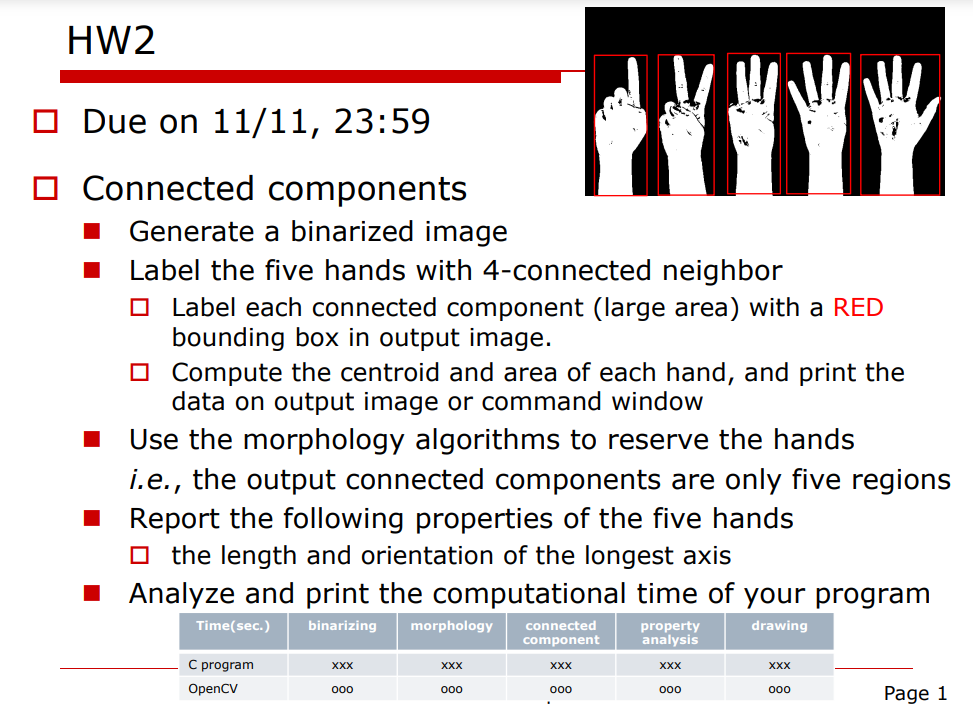 HW2
Due on 11/11, 23:59
Connected components
Generate a binarized image
Label the five hands with 4-connected neighbor
Label each connected component (large area) with a RED
bounding box in output image.
Compute the centroid and area of each hand, and print the
data on output image or command window
Use the morphology algorithms to reserve the hands
i.e., the output connected components are only five regions
Report the following properties of the five hands
the length and orientation of the longest axis
Analyze and print the computational time of your program
Time(sec.) binarizing morphology connected component property analysis drawing
C program xxx xxx xxx xxx xxx
OpenCV ooo ooo ooo ooo ooo
Page 1